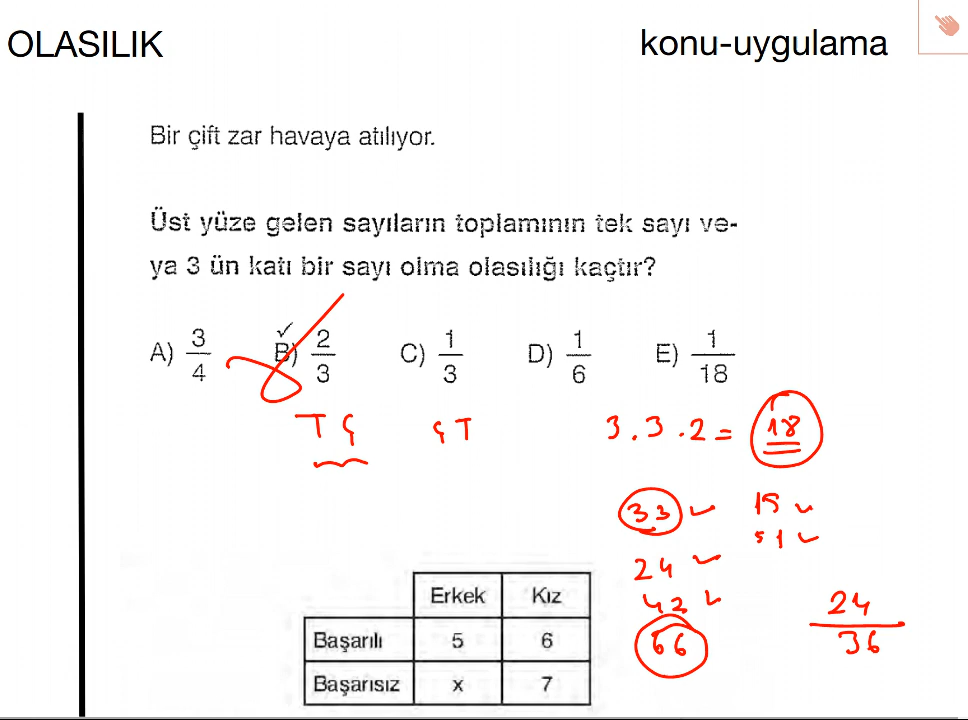 OLASILIK konu-uygulama
Bir çift zar havaya atılıyor.
Üst yüze gelen sayıların toplamının tek sayı ve-
ya 3 ün katı bir sayı olma olasılığı kaçtır?
A) 3/4 B) 2/3 C) 1/3 D) 1/6 E) 1/18
T Ç Ç T 3.3.2= 18
33 15
51
24
42
66
24/36
Erkek Kız
Başarılı 5 6
Başarısız x 7